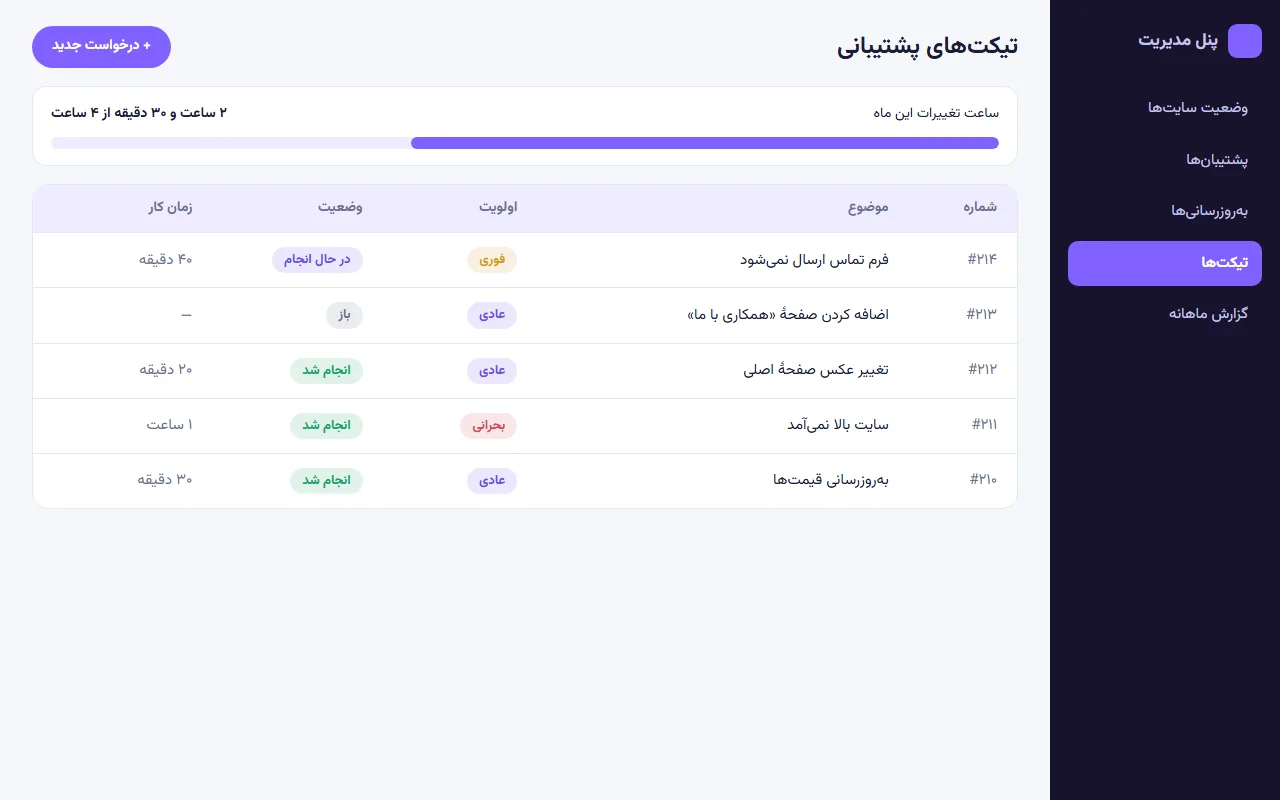 پنل مدیریت
وضعیت سایت‌ها
پشتیبان‌ها
به‌روزرسانی‌ها
تیکت‌ها
گزارش ماهانه
تیکت‌های پشتیبانی
+ درخواست جدید
ساعت تغییرات این ماه
۲ ساعت و ۳۰ دقیقه از ۴ ساعت
شماره موضوع اولویت وضعیت زمان کار
#۲۱۴ فرم تماس ارسال نمی‌شود فوری در حال انجام ۴۰ دقیقه
#۲۱۳ اضافه کردن صفحهٔ «همکاری با ما» عادی باز —
#۲۱۲ تغییر عکس صفحهٔ اصلی عادی انجام شد ۲۰ دقیقه
#۲۱۱ سایت بالا نمی‌آمد بحرانی انجام شد ۱ ساعت
#۲۱۰ به‌روزرسانی قیمت‌ها عادی انجام شد ۳۰ دقیقه